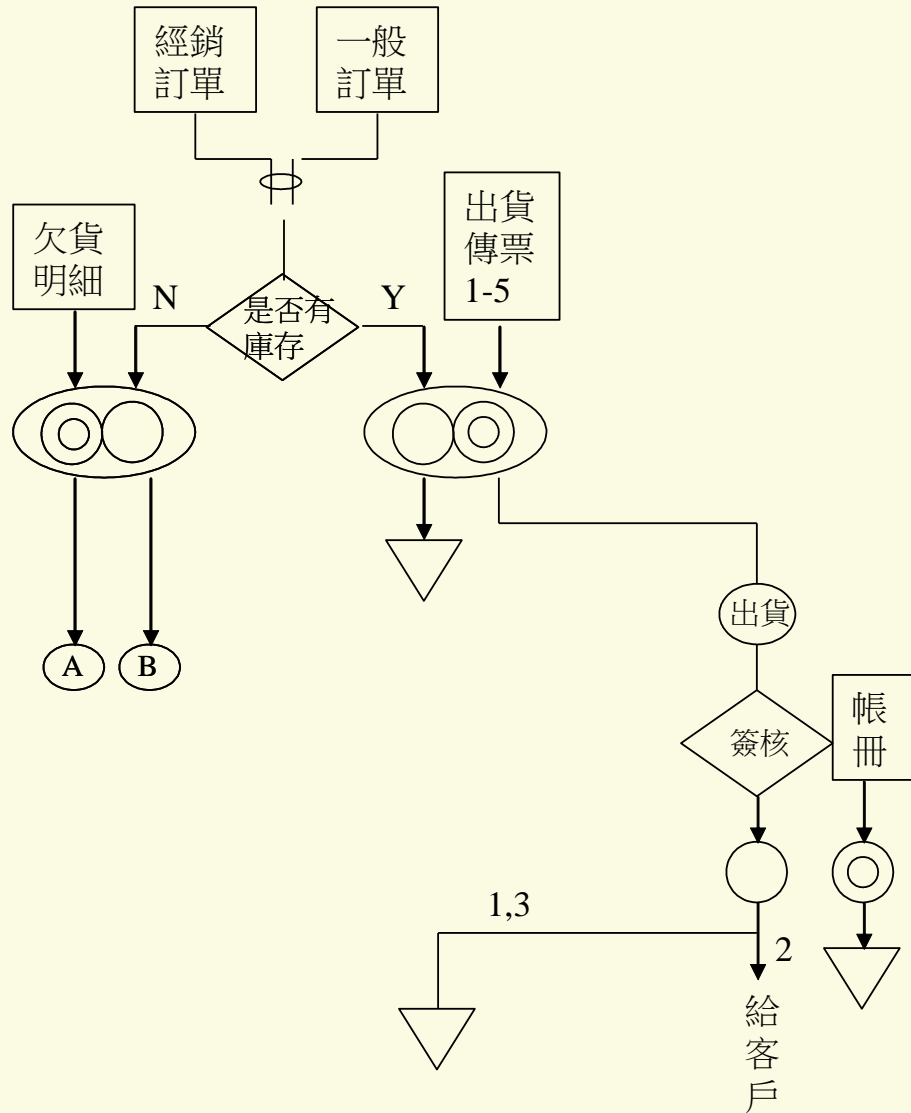 經銷
訂單
一般
訂單
欠貨
明細
出貨
傳票
1-5
N
是否有
庫存
Y
A
B
出貨
簽核
帳
冊
1,3
2
給
客
戶